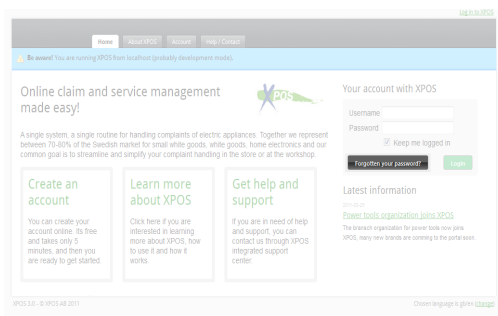 Log in to XPOS
Home About XPOS Account Help / Contact
Be aware! You are running XPOS from localhost (probably development mode),
Online claim and service management
made easy!
XPOS
A single system, a single routine for handling complaints of electric appliances. Together we represent
between 70-80% of the Swedish market for small white goods, white goods, home electronics and our
common goal is to streamline and simplify your complaint handling in the store or at the workshop.
Create an
account
You can create your
account online. Its free
and takes only 5
minutes, and then you
are ready to get started.
Learn more
about XPOS
Click here if you are
interested in learning
more about XPOS, how
to use it and how it
works.
Get help and
support
If you are in need of help
and support, you can
contact us through XPOS
integrated support
center.
Your account with XPOS
Username
Password
Keep me logged in
Forgotten your password? Login
Latest information
Power tools organization joins XPOS
The bransch organization for power tools now joins
XPOS, many new brands are comming to the portal soon.
XPOS 3.0 - © XPOS AB 2011
Chosen language is